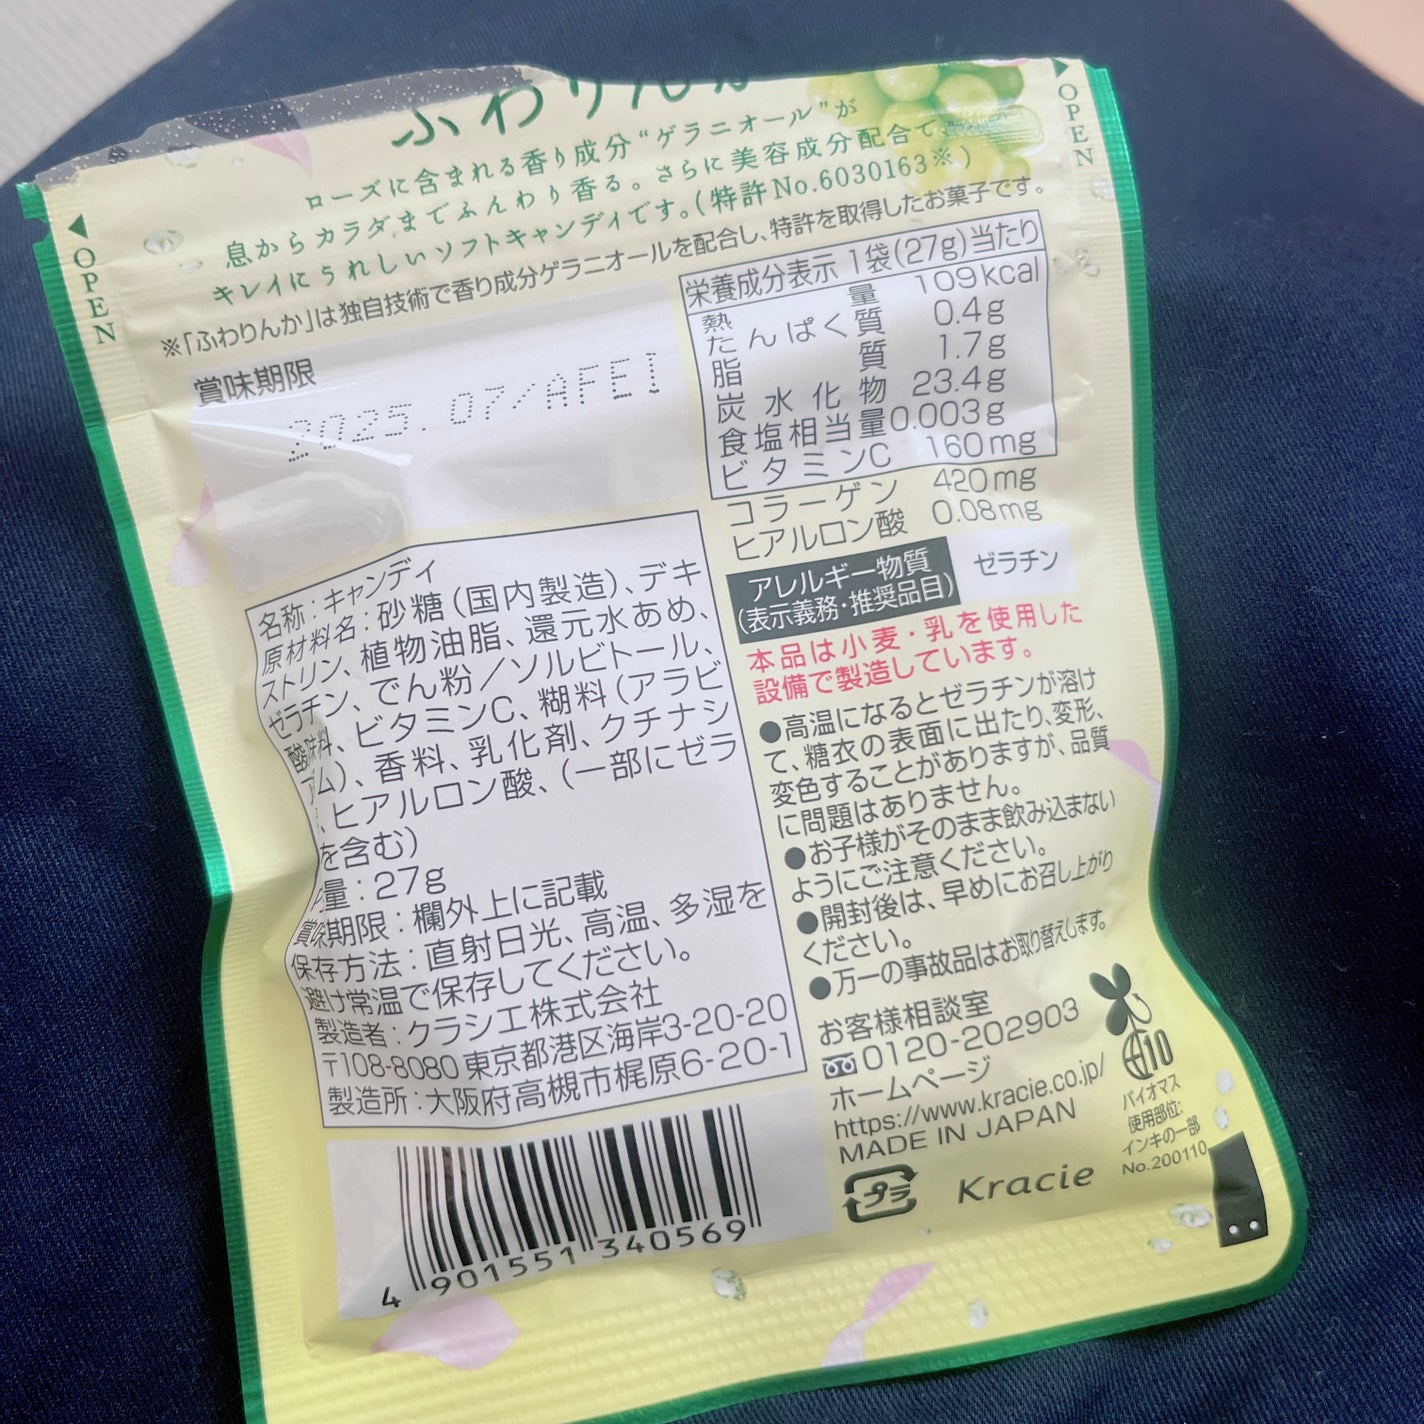 ふわりんか
ローズに含まれる香り成分“ゲラニオール”が
息からカラダまでふんわり香る。さらに美容成分配合で、
キレイにうれしいソフトキャンディです。(特許No.6030163※)
※「ふわりんか」は独自技術で香り成分ゲラニオールを配合し、特許を取得したお菓子です。
◀OPEN
▶OPEN
賞味期限
2025.07/AFEI
栄養成分表示 1袋(27g)当たり
熱量 109kcal
たんぱく質 0.4g
脂質 1.7g
炭水化物 23.4g
食塩相当量 0.003g
ビタミンC 160mg
コラーゲン 420mg
ヒアルロン酸 0.08mg
アレルギー物質
(表示義務・推奨品目)
ゼラチン
本品は小麦・乳を使用した
設備で製造しています。
●高温になるとゼラチンが溶け
て、糖衣の表面に出たり、変形、
変色することがありますが、品質
に問題はありません。
●お子様がそのまま飲み込まない
ようにご注意ください。
●開封後は、早めにお召し上がり
ください。
●万一の事故品はお取り替えします。
お客様相談室
0120-202903
ホームページ
https://www.kracie.co.jp/
MADE IN JAPAN
プラ
Kracie
10
バイオマス
使用部位:
インキの一部
No.200110
名称:キャンディ
原材料名:砂糖(国内製造)、デキ
ストリン、植物油脂、還元水あめ、
ゼラチン、でん粉/ソルビトール、
酸味料、ビタミンC、糊料(アラビ
アム)、香料、乳化剤、クチナシ
、ヒアルロン酸、(一部にゼラ
を含む)
量:27g
賞味期限:欄外上に記載
保存方法:直射日光、高温、多湿を
避け常温で保存してください。
製造者:クラシエ株式会社
〒108-8080 東京都港区海岸3-20-20
製造所:大阪府高槻市梶原6-20-1
4 901551 340569